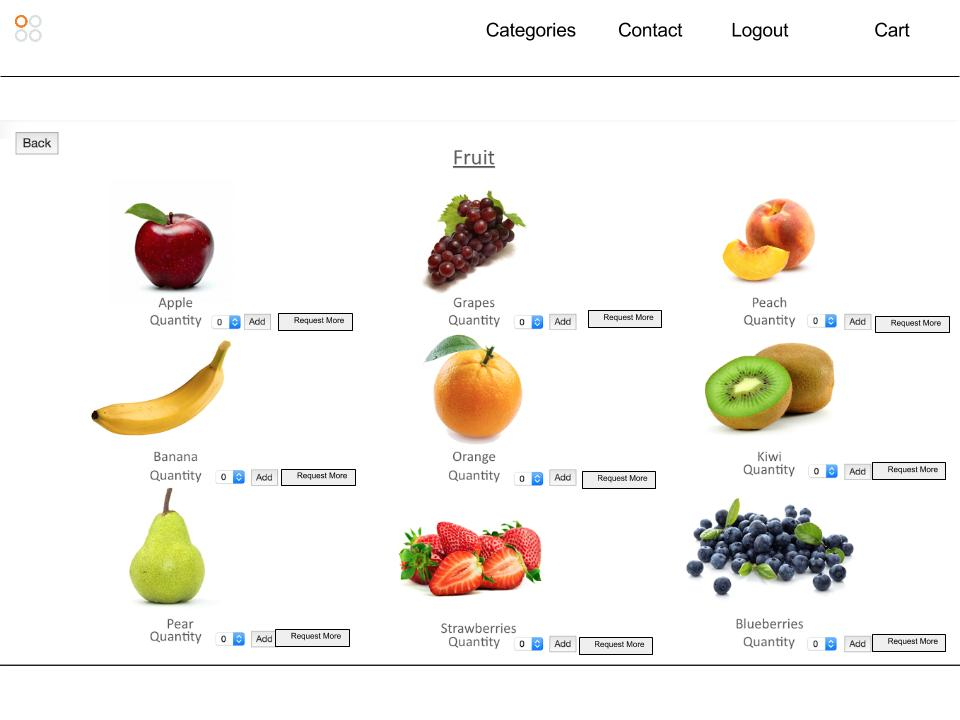 Categories Contact Logout Cart
Back
Fruit
Apple Grapes Peach
Quantity 0 Add Request More Quantity 0 Add Request More Quantity 0 Add Request More
Banana Orange Kiwi
Quantity 0 Add Request More Quantity 0 Add Request More Quantity 0 Add Request More
Pear Strawberries Blueberries
Quantity 0 Add Request More Quantity 0 Add Request More Quantity 0 Add Request More